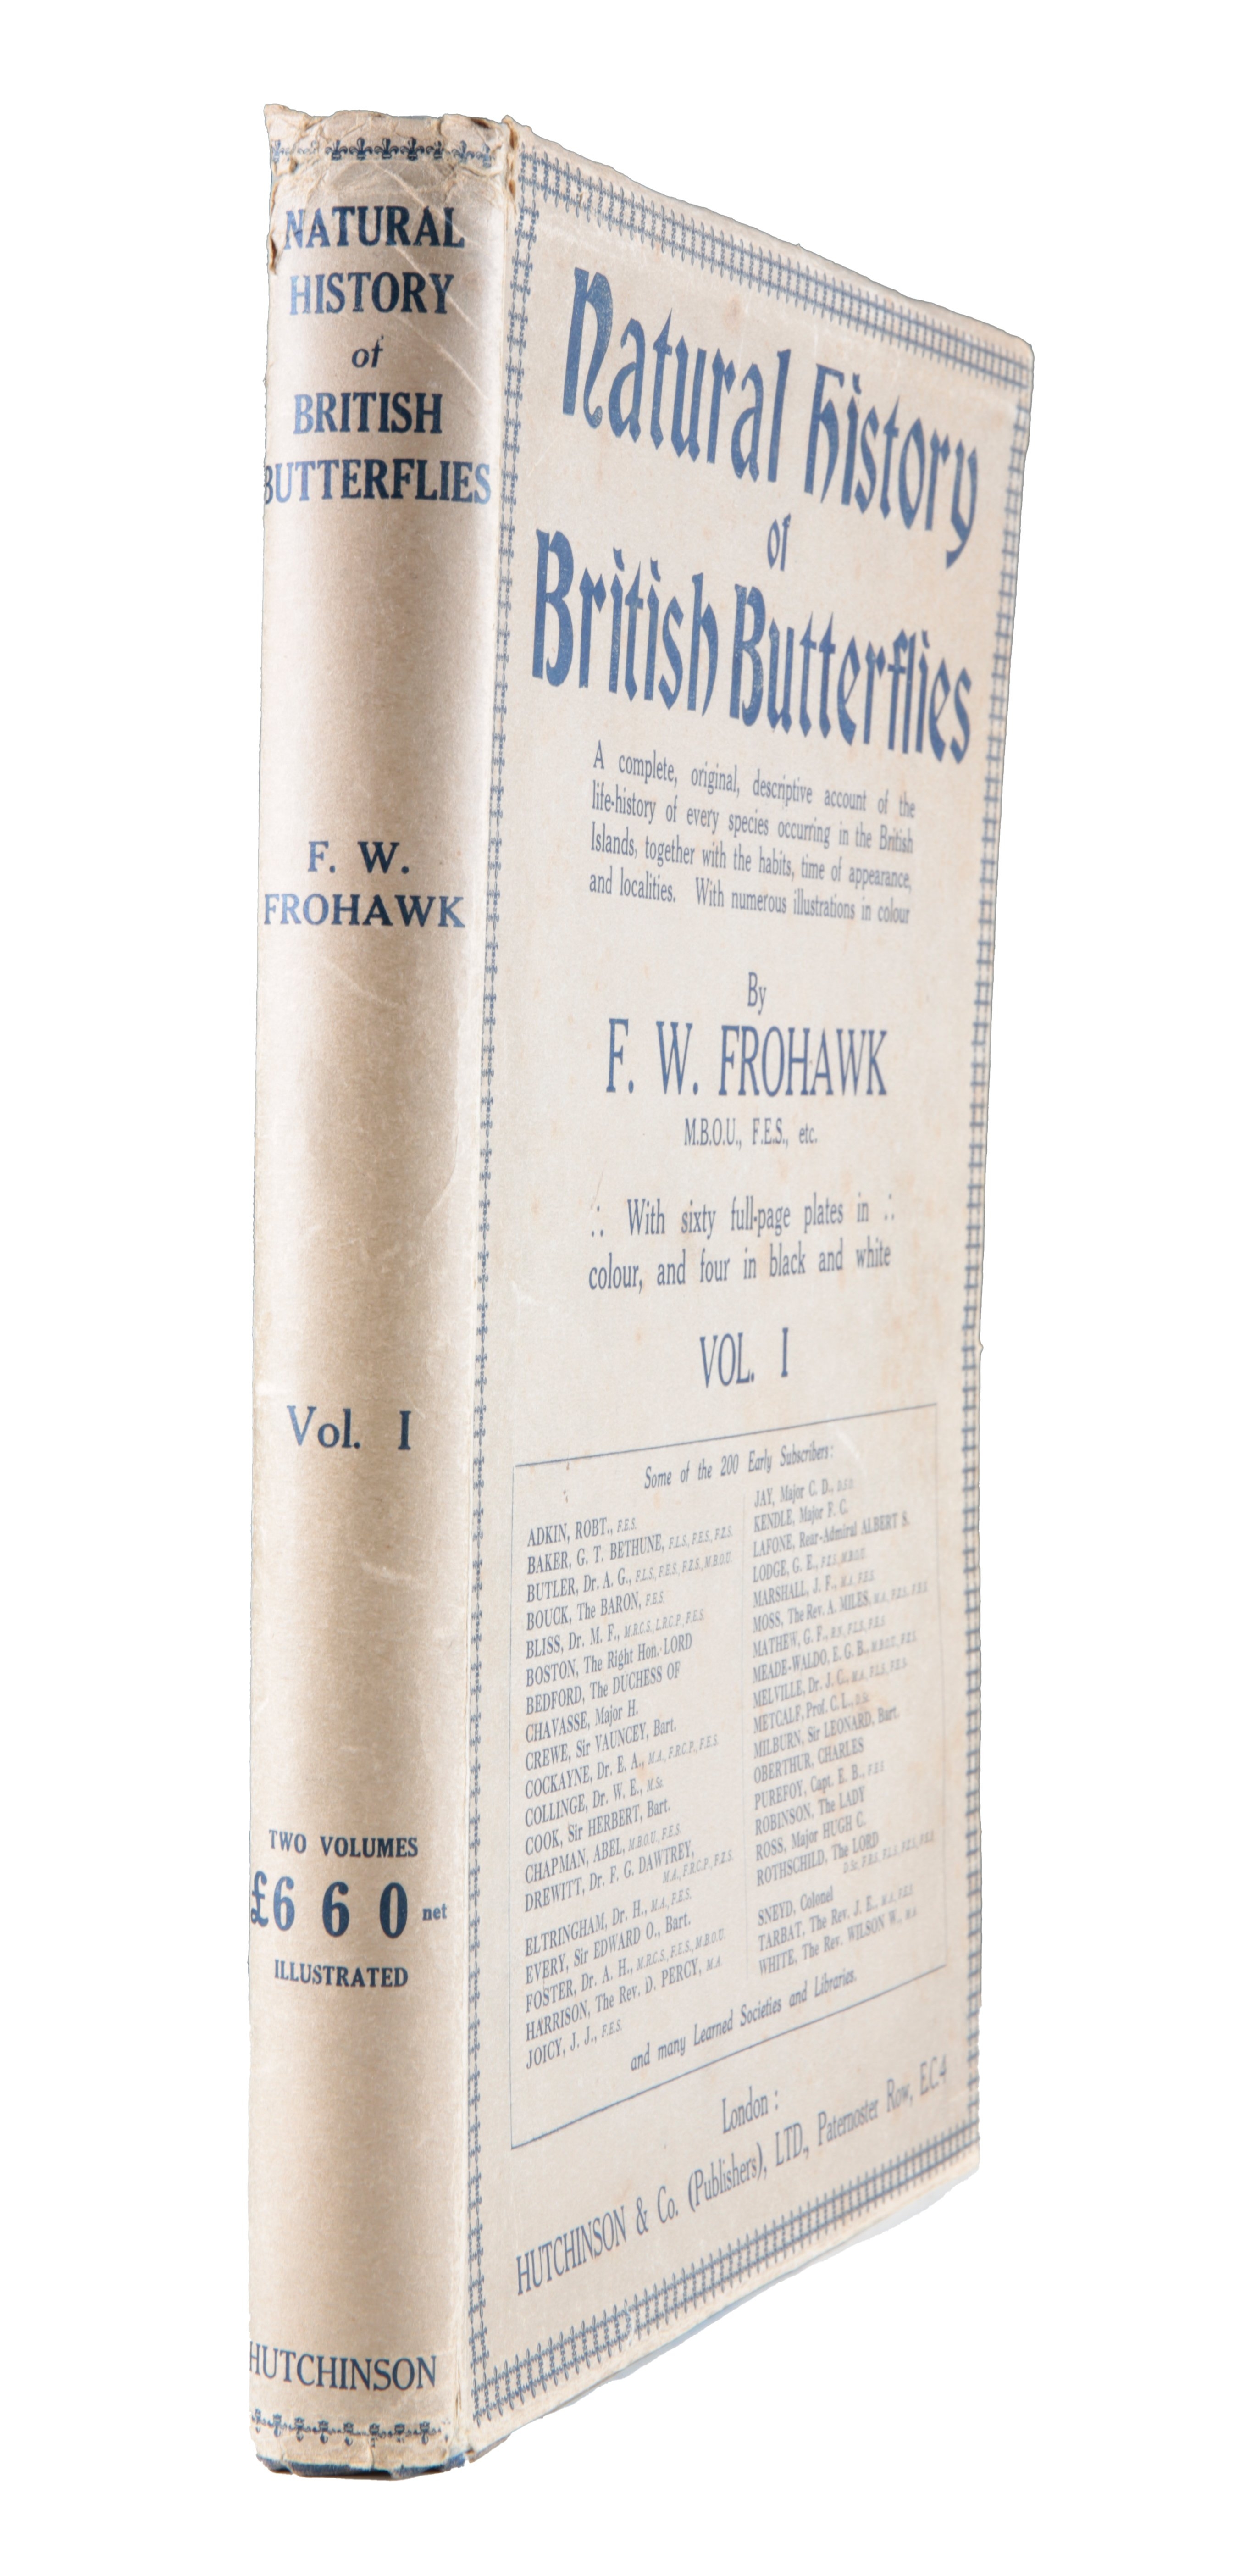 NATURAL
HISTORY
of
BRITISH
BUTTERFLIES
F. W.
FROHAWK
Vol. I
TWO VOLUMES
£6 6 0 net
ILLUSTRATED
HUTCHINSON
Natural History
of
British Butterflies
A complete, original, descriptive account of the
life-history of every species occurring in the British
Islands, together with the habits, time of appearance,
and localities. With numerous illustrations in colour
By
F. W. FROHAWK
M.B.O.U., F.E.S., etc.
∴ With sixty full-page plates in ∴
colour, and four in black and white
VOL. I
Some of the 200 Early Subscribers:
ADKIN, ROBT., F.E.S.
BAKER, G. T. BETHUNE, F.L.S., F.E.S., F.Z.S.
BUTLER, Dr. A. G., F.L.S., F.E.S., F.Z.S., M.B.O.U.
BOUCK, The BARON, F.E.S.
BLISS, Dr. M. F., M.R.C.S., L.R.C.P., F.E.S.
BOSTON, The Right Hon. LORD
BEDFORD, The DUCHESS OF
CHAVASSE, Major H.
CREWE, Sir VAUNCEY, Bart.
COCKAYNE, Dr. E. A., M.A., F.R.C.P., F.E.S.
COLLINGE, Dr. W. E., M.Sc.
COOK, Sir HERBERT, Bart.
CHAPMAN, ABEL, M.B.O.U., F.E.S.
DREWITT, Dr. F. G. DAWTREY,
M.A., F.R.C.P., F.Z.S.
ELTRINGHAM, Dr. H., M.A., F.E.S.
EVERY, Sir EDWARD O., Bart.
FOSTER, Dr. A. H., M.R.C.S., F.E.S., M.B.O.U.
HARRISON, The Rev. D. PERCY, M.A.
JOICY, J. J., F.E.S.
JAY, Major C. D., D.S.O.
KENDLE, Major F. C.
LAFONE, Rear-Admiral ALBERT S.
LODGE, G. E., F.Z.S., M.B.O.U.
MARSHALL, J. F., M.A., F.E.S.
MOSS, The Rev. A. MILES, M.A., F.Z.S., F.E.S.
MATHEW, G. F., R.N., F.L.S., F.E.S.
MEADE-WALDO, E. G. B., M.B.O.U., F.Z.S.
MELVILLE, Dr. J. C., M.A., F.L.S., F.E.S.
METCALF, Prof. C. L., D.Sc.
MILBURN, Sir LEONARD, Bart.
OBERTHUR, CHARLES
PUREFOY, Capt. E. B., F.E.S.
ROBINSON, The LADY
ROSS, Major HUGH C.
ROTHSCHILD, The LORD
D.Sc. F.R.S., F.L.S., F.Z.S., F.E.S.
SNEYD, Colonel
TARBAT, The Rev. J. E., M.A., F.E.S.
WHITE, The Rev. WILSON W., M.A.
and many Learned Societies and Libraries.
London:
HUTCHINSON & Co. (Publishers), LTD., Paternoster Row, E.C.4